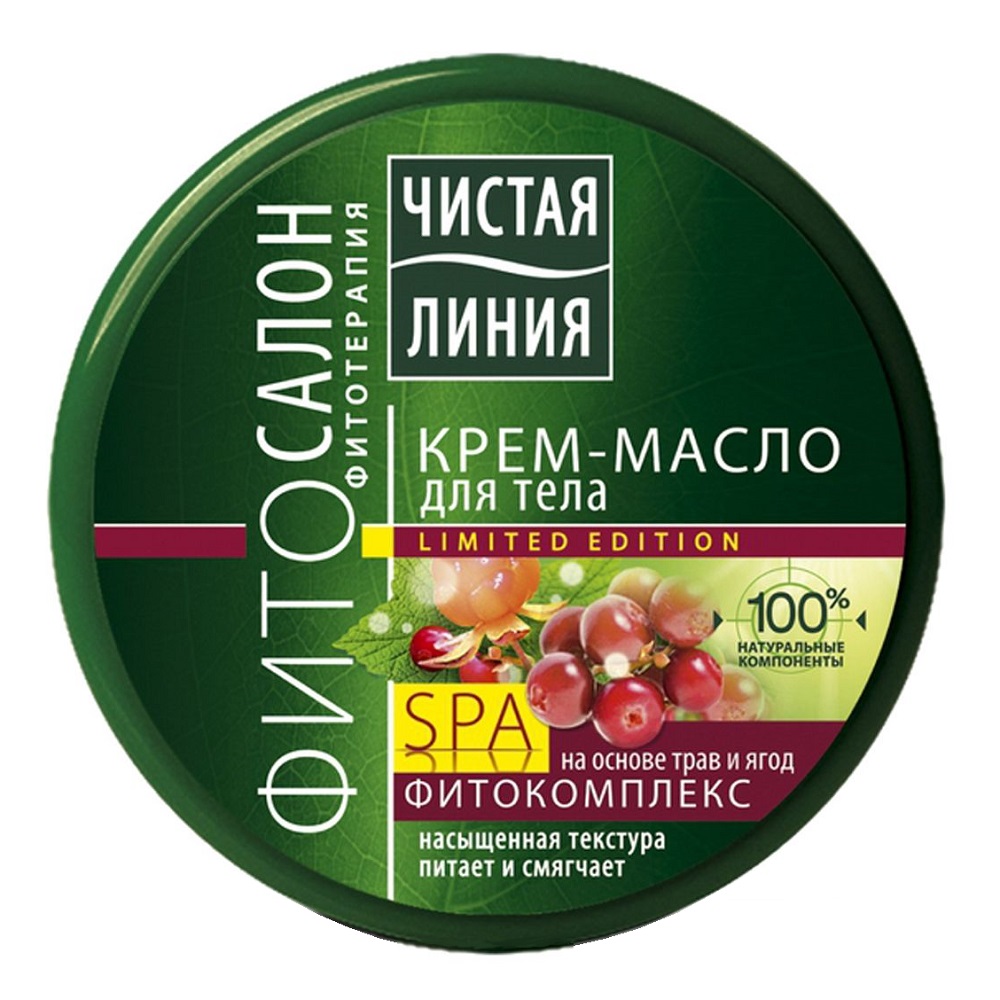 ЧИСТАЯ
ЛИНИЯ
ФИТОСАЛОН
ФИТОТЕРАПИЯ
КРЕМ-МАСЛО
для тела
LIMITED EDITION
100%
НАТУРАЛЬНЫЕ
КОМПОНЕНТЫ
SPA
на основе трав и ягод
ФИТОКОМПЛЕКС
насыщенная текстура
питает и смягчает